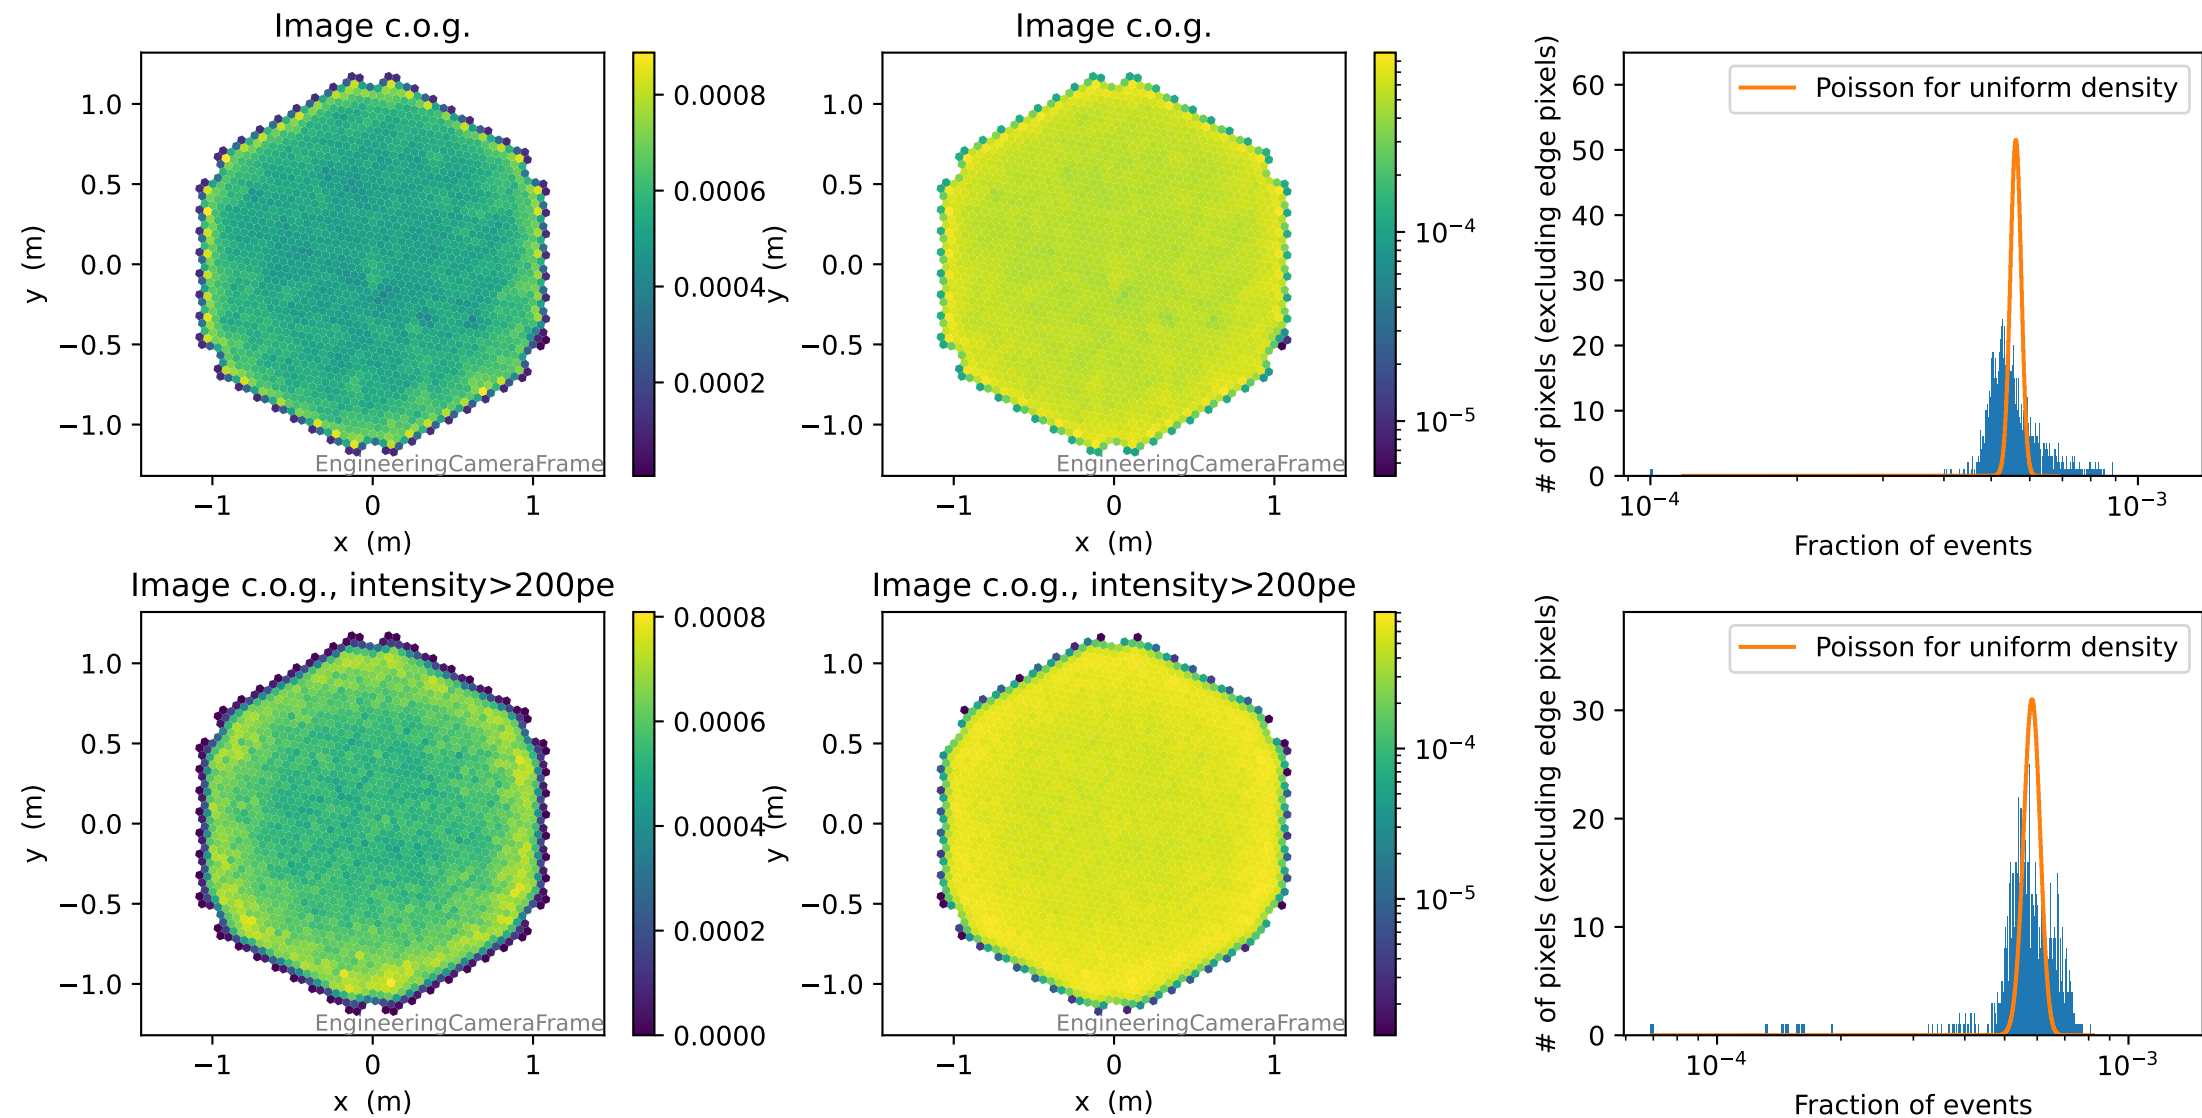 Image c.o.g.
1.0
0.5
0.0
−0.5
−1.0
y (m)
−1
0
1
x (m)
EngineeringCameraFrame
0.0008
0.0006
0.0004
0.0002
Image c.o.g.
1.0
0.5
0.0
−0.5
−1.0
y (m)
−1
0
1
x (m)
EngineeringCameraFrame
10−4
10−5
# of pixels (excluding edge pixels)
60
50
40
30
20
10
0
Poisson for uniform density
10−4
10−3
Fraction of events
Image c.o.g., intensity>200pe
1.0
0.5
0.0
−0.5
−1.0
y (m)
−1
0
1
x (m)
EngineeringCameraFrame
0.0008
0.0006
0.0004
0.0002
0.0000
Image c.o.g., intensity>200pe
1.0
0.5
0.0
−0.5
−1.0
y (m)
−1
0
1
x (m)
EngineeringCameraFrame
10−4
10−5
# of pixels (excluding edge pixels)
30
20
10
0
Poisson for uniform density
10−4
10−3
Fraction of events